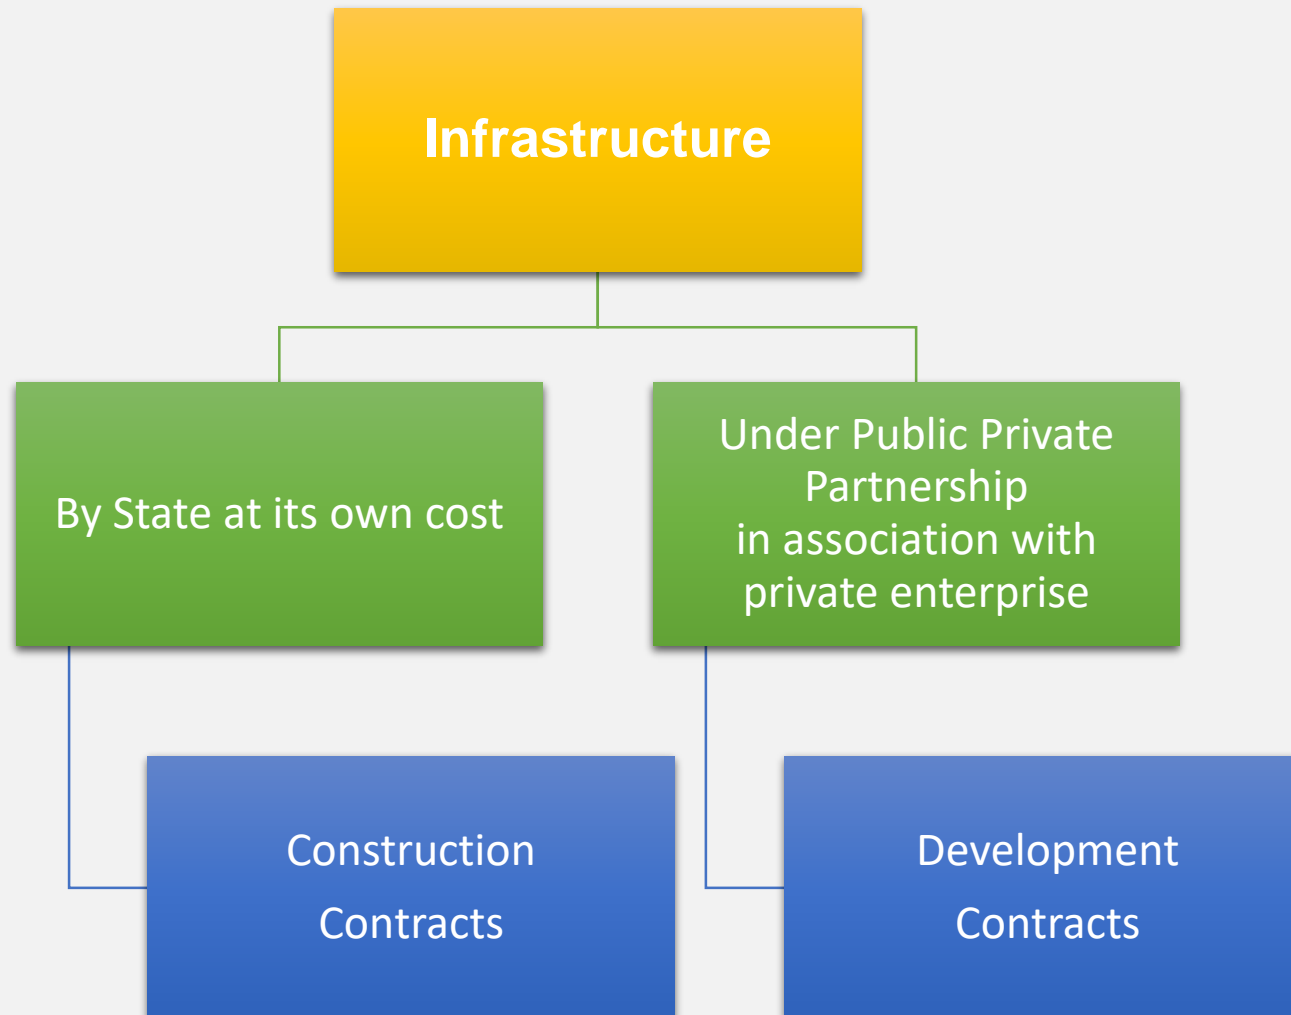 Infrastructure
By State at its own cost
Under Public Private
Partnership
in association with
private enterprise
Construction
Contracts
Development
Contracts